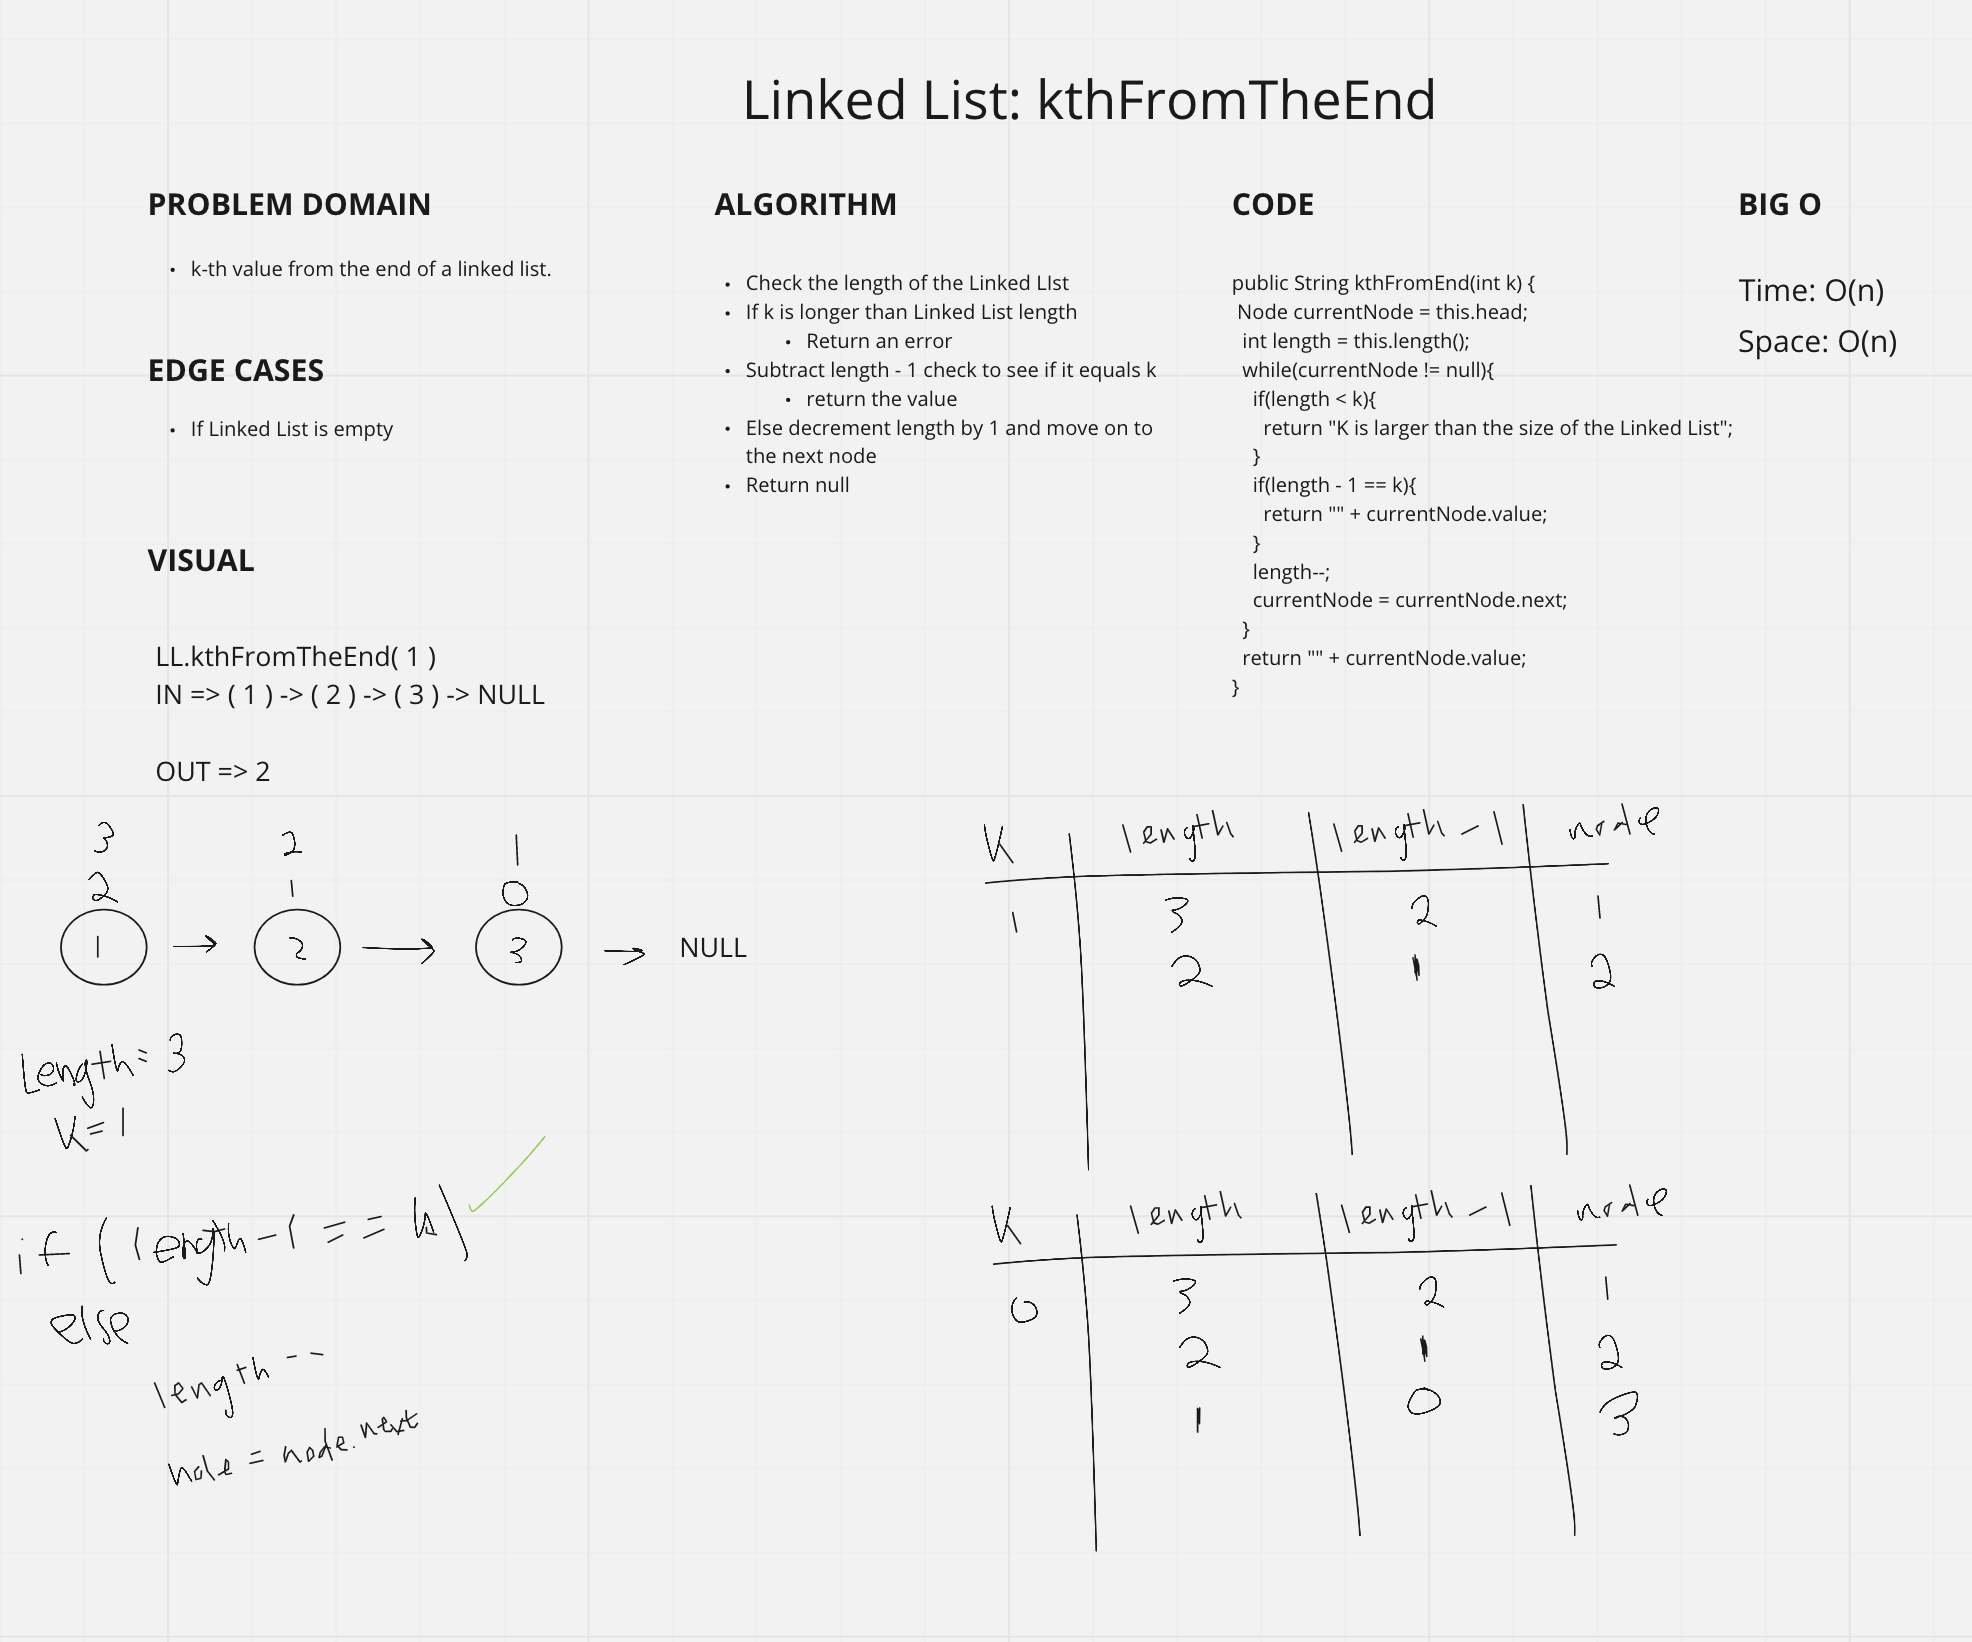 Linked List: kthFromTheEnd
PROBLEM DOMAIN
• k-th value from the end of a linked list.
EDGE CASES
• If Linked List is empty
VISUAL
LL.kthFromTheEnd( 1 )
IN => ( 1 ) -> ( 2 ) -> ( 3 ) -> NULL
OUT => 2
ALGORITHM
• Check the length of the Linked LIst
• If k is longer than Linked List length
• Return an error
• Subtract length - 1 check to see if it equals k
• return the value
• Else decrement length by 1 and move on to
the next node
• Return null
CODE
public String kthFromEnd(int k) {
Node currentNode = this.head;
int length = this.length();
while(currentNode != null){
if(length < k){
return "K is larger than the size of the Linked List";
}
if(length - 1 == k){
return "" + currentNode.value;
}
length--;
currentNode = currentNode.next;
}
return "" + currentNode.value;
}
BIG O
Time: O(n)
Space: O(n)
3 2 1
2 1 0
1 → 2 → 3 → NULL
Length = 3
K = 1
if (length - 1 == k)
else
length --
node = node.next
K length length - 1 node
1 3 2 1
2 1 2
K length length - 1 node
0 3 2 1
2 1 2
1 0 3